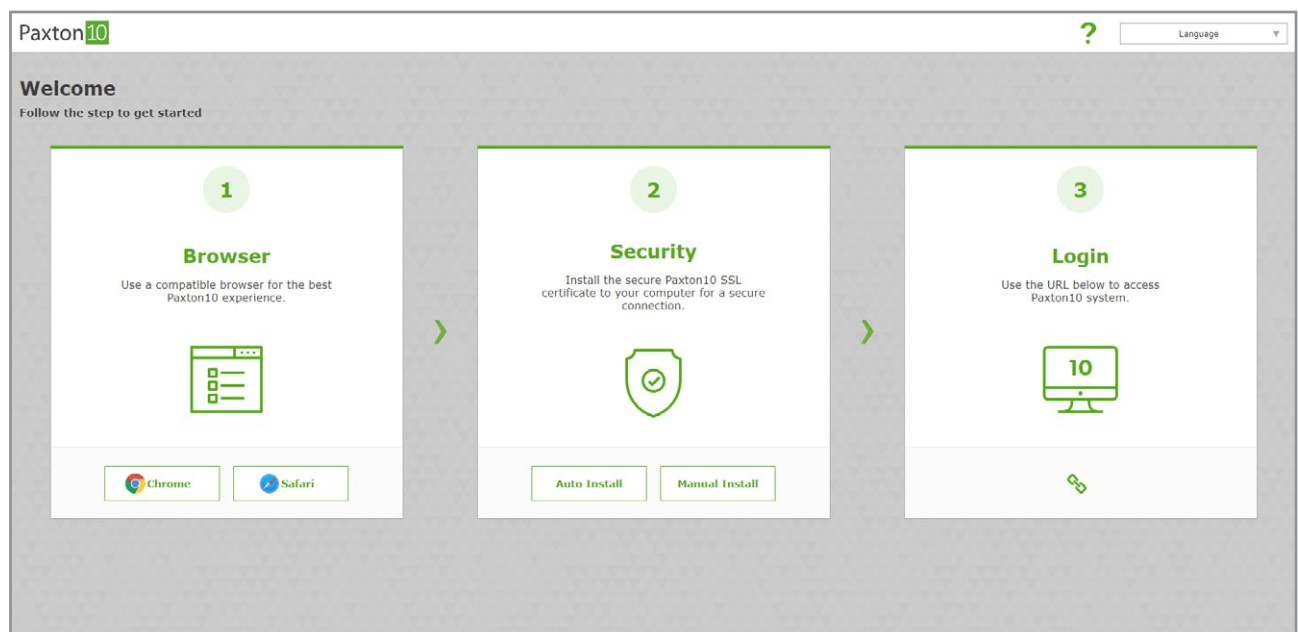 Paxton10
? Language
Welcome
Follow the step to get started
1
Browser
Use a compatible browser for the best
Paxton10 experience.
Chrome Safari
2
Security
Install the secure Paxton10 SSL
certificate to your computer for a secure
connection.
Auto Install Manual Install
3
Login
Use the URL below to access
Paxton10 system.
10